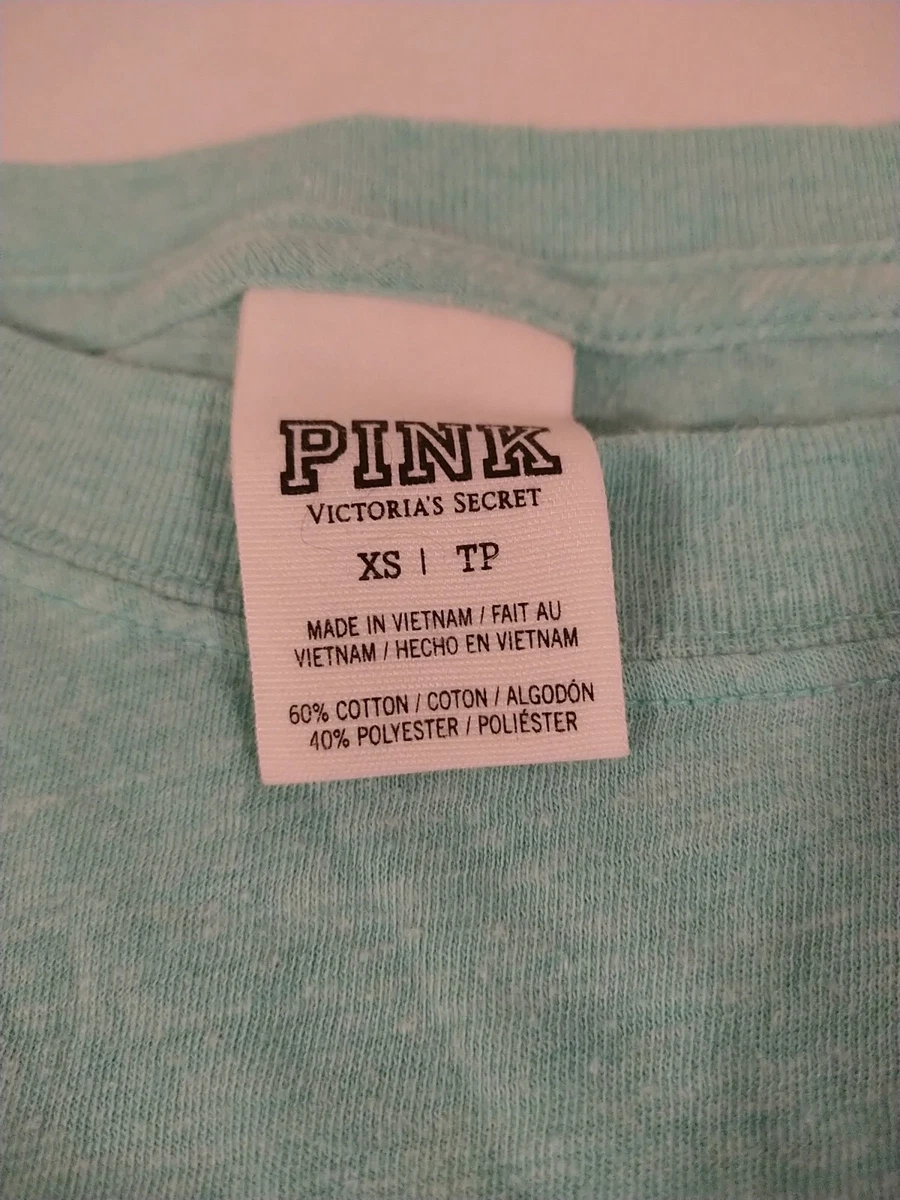 PINK
VICTORIA'S SECRET
XS | TP
MADE IN VIETNAM / FAIT AU
VIETNAM / HECHO EN VIETNAM
60% COTTON / COTON / ALGODÓN
40% POLYESTER / POLIÉSTER